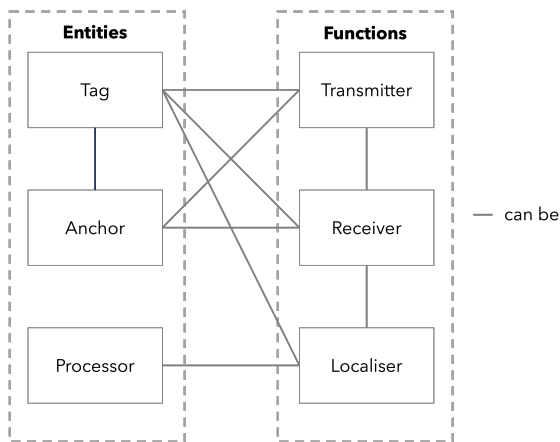 Entities
Functions
Tag
Transmitter
Anchor
Receiver
can be
Processor
Localiser